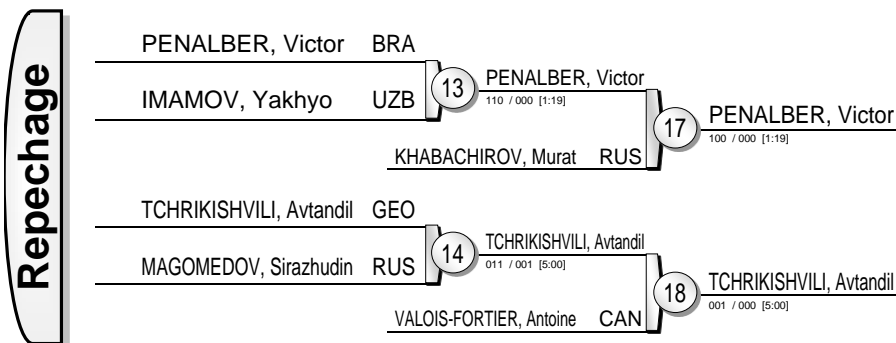 Repechage
PENALBER, Victor BRA
IMAMOV, Yakhyo UZB
13
PENALBER, Victor
110 / 000 [1:19]
KHABACHIROV, Murat RUS
17
PENALBER, Victor
100 / 000 [1:19]
TCHRIKISHVILI, Avtandil GEO
MAGOMEDOV, Sirazhudin RUS
14
TCHRIKISHVILI, Avtandil
011 / 001 [5:00]
VALOIS-FORTIER, Antoine CAN
18
TCHRIKISHVILI, Avtandil
001 / 000 [5:00]